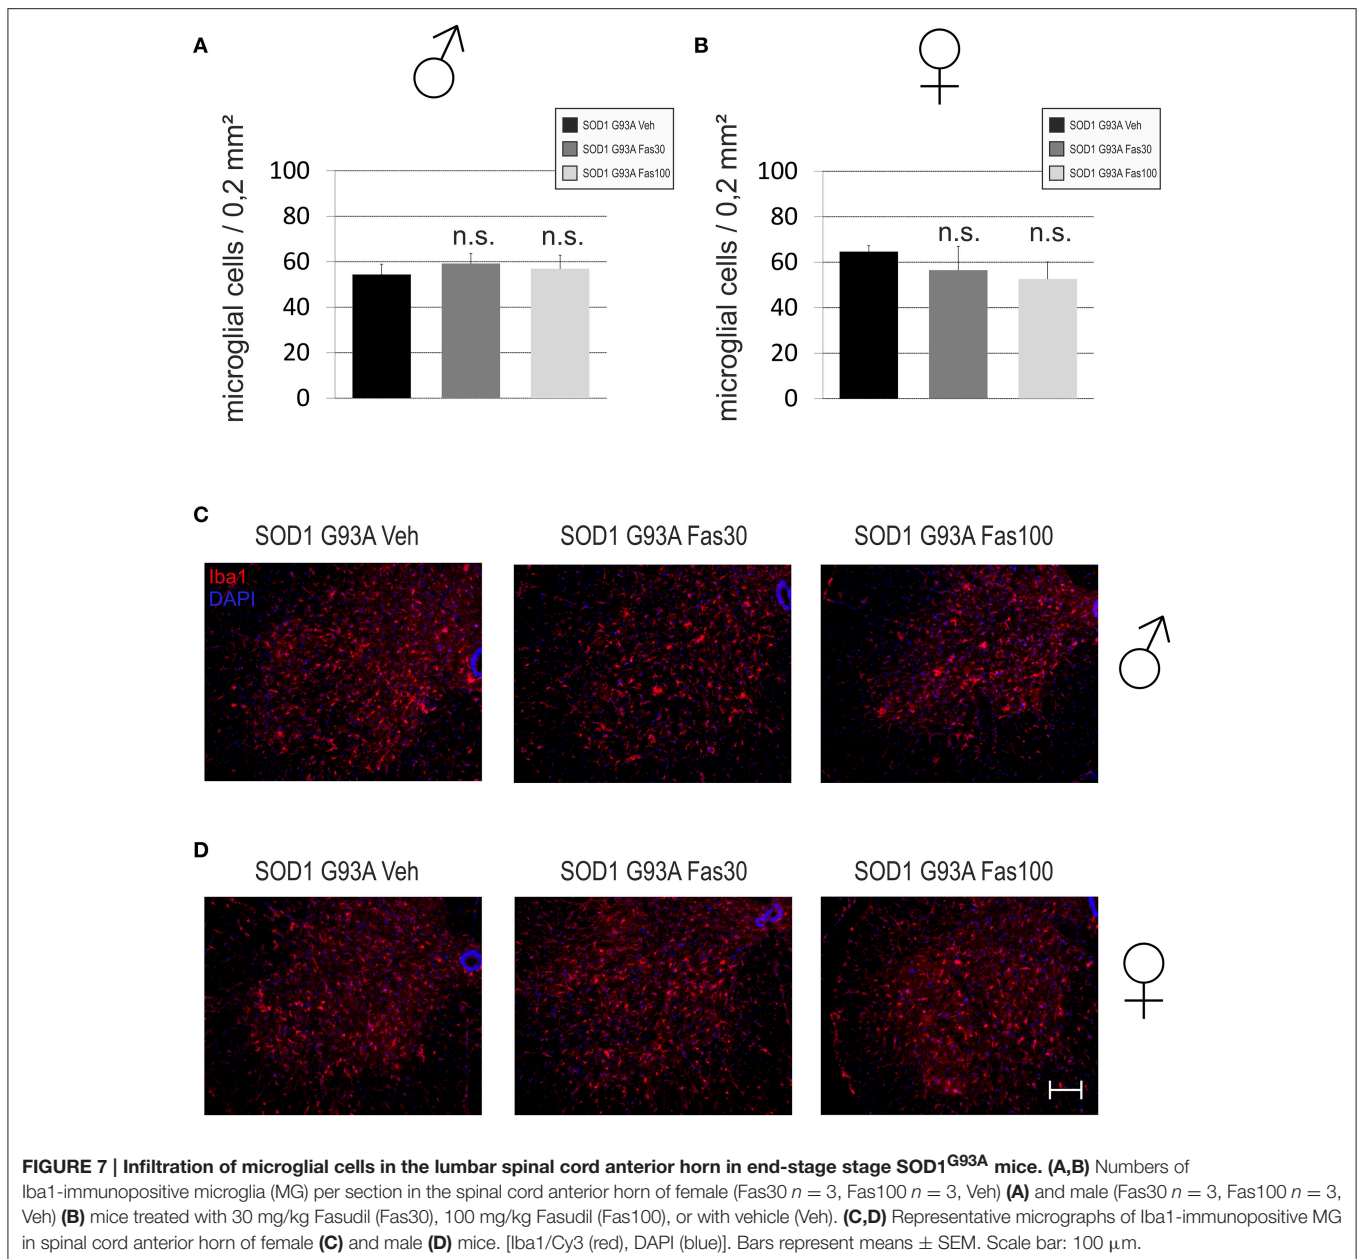 A
B
SOD1 G93A Veh
SOD1 G93A Fas30
SOD1 G93A Fas100
microglial cells / 0,2 mm²
100
80
60
40
20
0
n.s.
n.s.
SOD1 G93A Veh
SOD1 G93A Fas30
SOD1 G93A Fas100
microglial cells / 0,2 mm²
100
80
60
40
20
0
n.s.
n.s.
C
SOD1 G93A Veh
SOD1 G93A Fas30
SOD1 G93A Fas100
Iba1
DAPI
D
SOD1 G93A Veh
SOD1 G93A Fas30
SOD1 G93A Fas100
FIGURE 7 | Infiltration of microglial cells in the lumbar spinal cord anterior horn in end-stage stage SOD1G93A mice. (A,B) Numbers of
Iba1-immunopositive microglia (MG) per section in the spinal cord anterior horn of female (Fas30 n = 3, Fas100 n = 3, Veh) (A) and male (Fas30 n = 3, Fas100 n = 3,
Veh) (B) mice treated with 30 mg/kg Fasudil (Fas30), 100 mg/kg Fasudil (Fas100), or with vehicle (Veh). (C,D) Representative micrographs of Iba1-immunopositive MG
in spinal cord anterior horn of female (C) and male (D) mice. [Iba1/Cy3 (red), DAPI (blue)]. Bars represent means ± SEM. Scale bar: 100 μm.